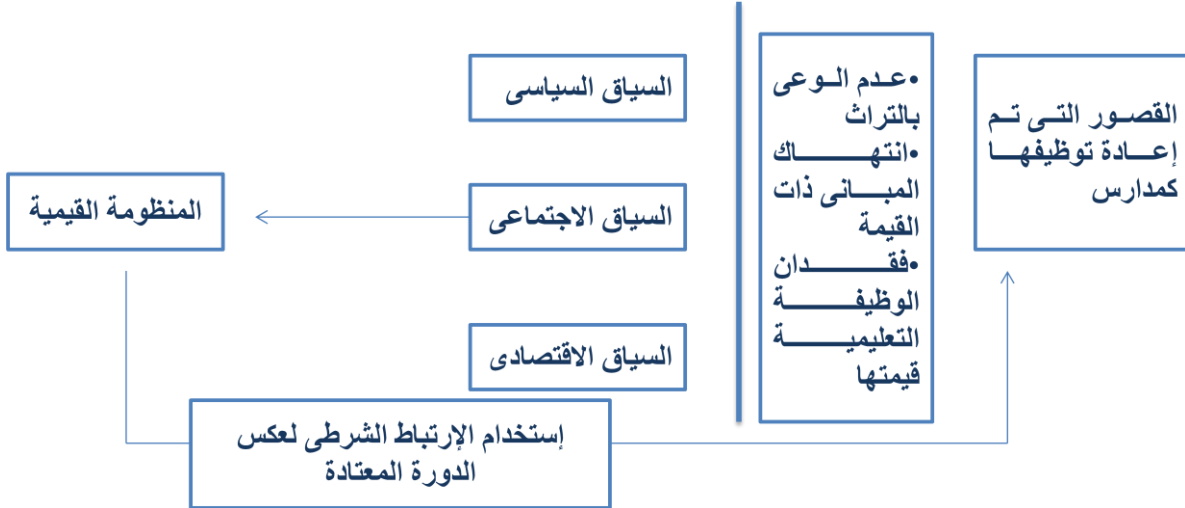 القصور التى تم
إعادة توظيفها
كمدارس
•عدم الوعى
بالتراث
•انتهاك
المبانى ذات
القيمة
•فقدان
الوظيفة
التعليمية
قيمتها
السياق السياسى
السياق الاجتماعى
السياق الاقتصادى
المنظومة القيمية
إستخدام الإرتباط الشرطى لعكس
الدورة المعتادة